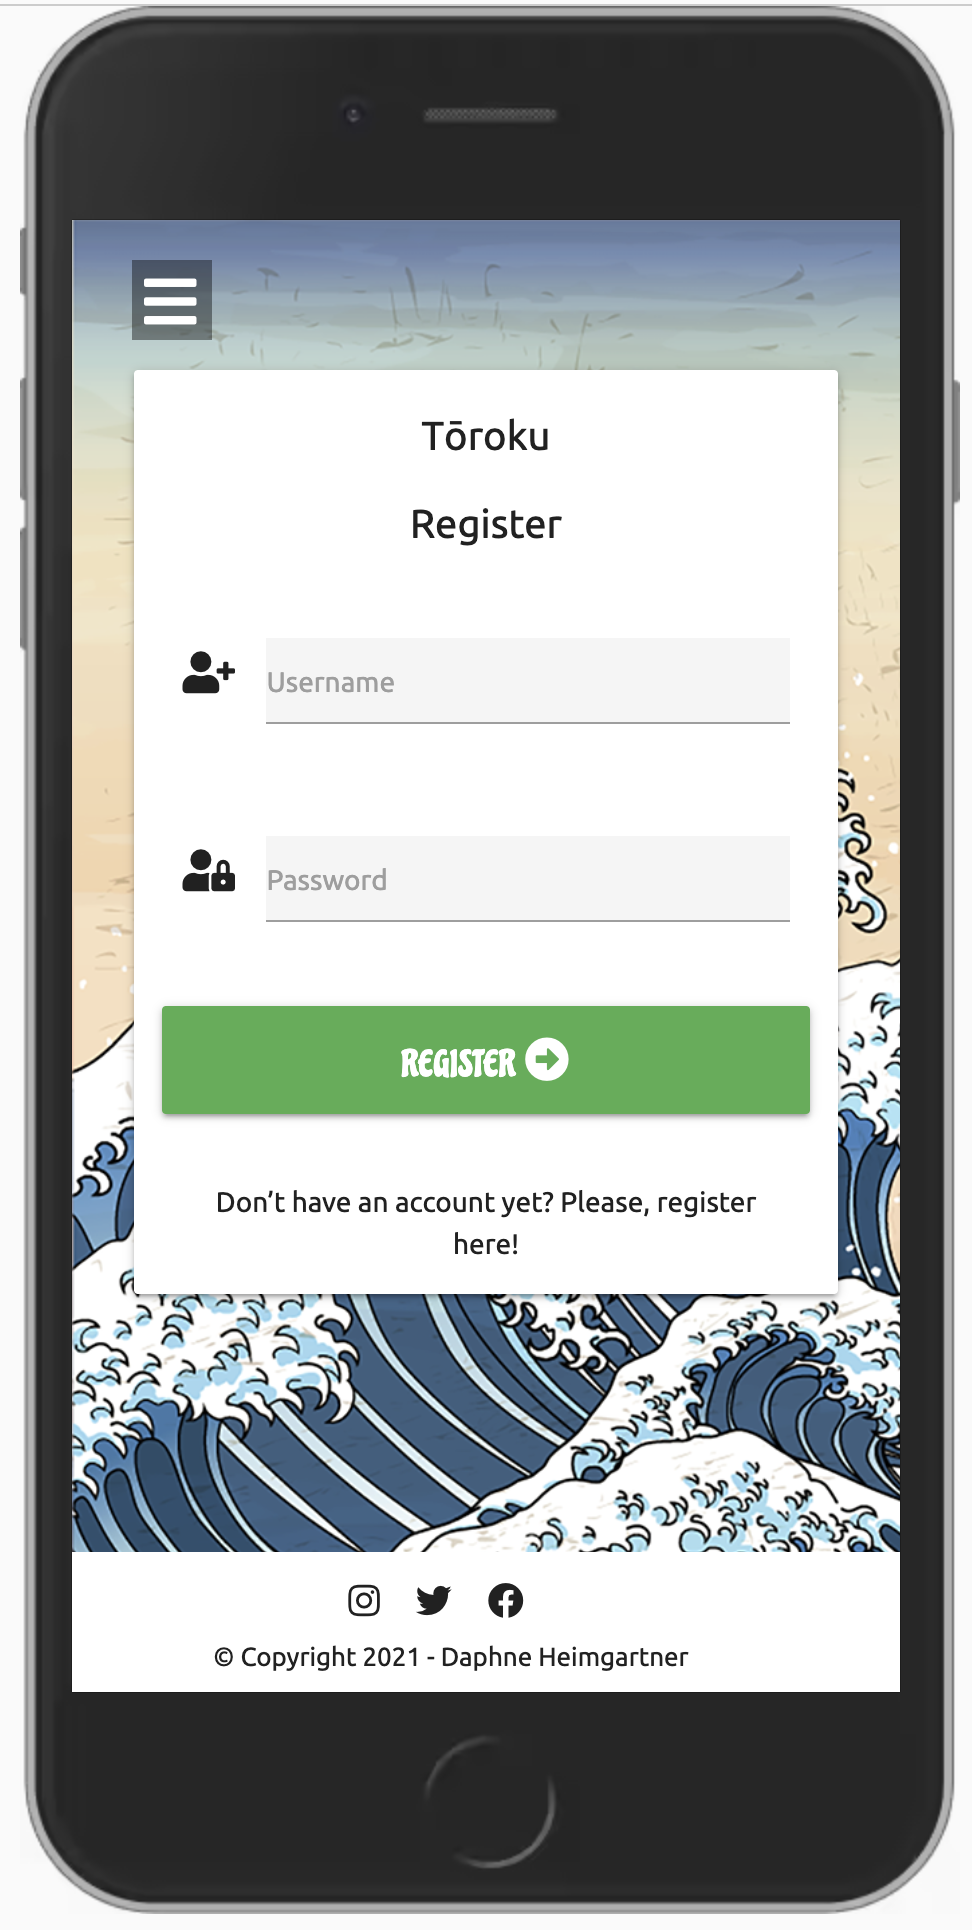 Tōroku
Register
Username
Password
REGISTER
Don’t have an account yet? Please, register
here!
© Copyright 2021 - Daphne Heimgartner